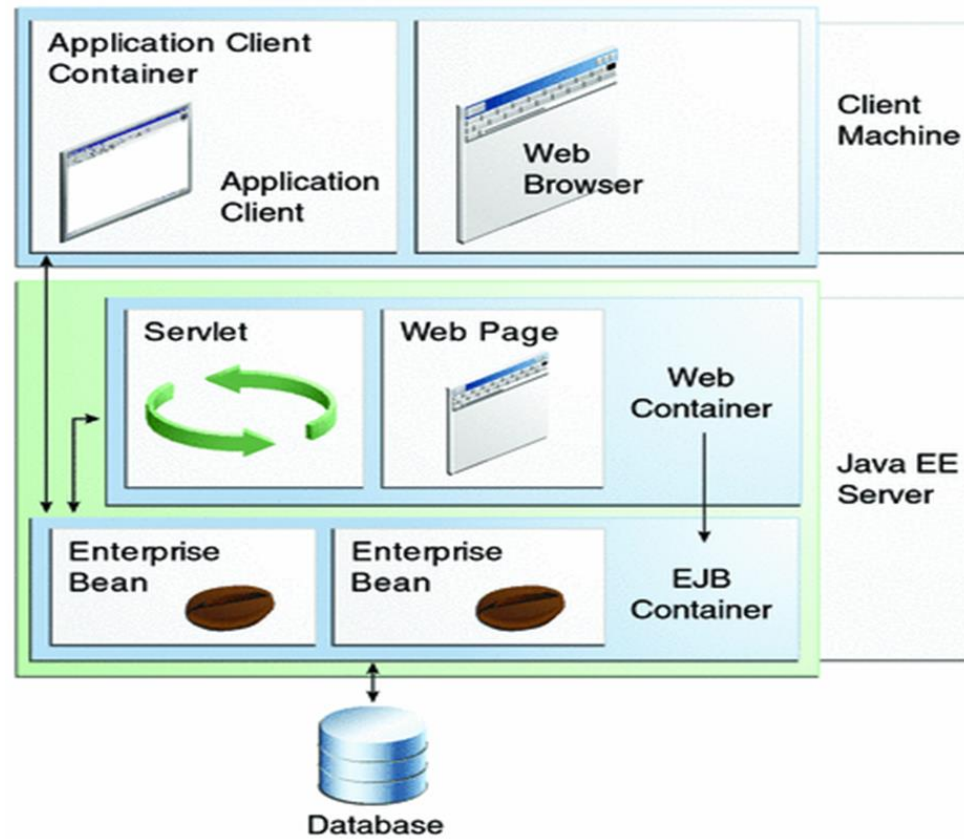 Application Client
Container
Application
Client
Web
Browser
Client
Machine
Servlet
Web Page
Web
Container
Java EE
Server
Enterprise
Bean
Enterprise
Bean
EJB
Container
Database